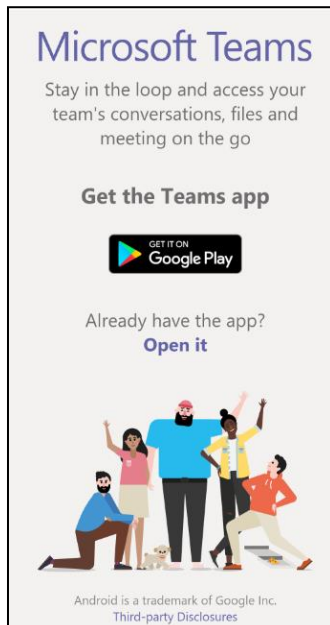 Microsoft Teams
Stay in the loop and access your
team's conversations, files and
meeting on the go
Get the Teams app
GET IT ON
Google Play
Already have the app?
Open it
Android is a trademark of Google Inc.
Third-party Disclosures